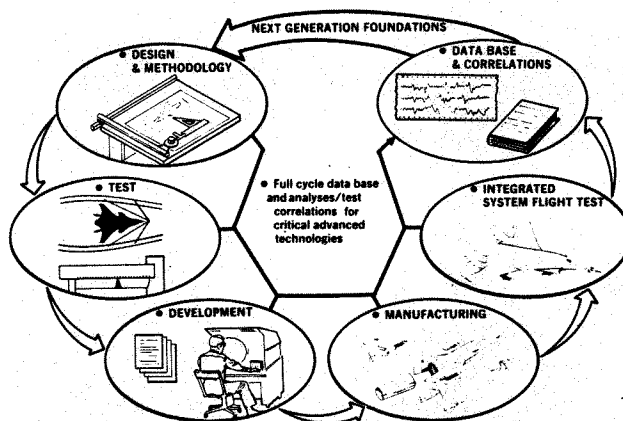 NEXT GENERATION FOUNDATIONS
• DESIGN
& METHODOLOGY
• DATA BASE
& CORRELATIONS
• Full cycle data base
and analyses/test
correlations for
critical advanced
technologies
• TEST
• INTEGRATED
SYSTEM FLIGHT TEST
• DEVELOPMENT
• MANUFACTURING